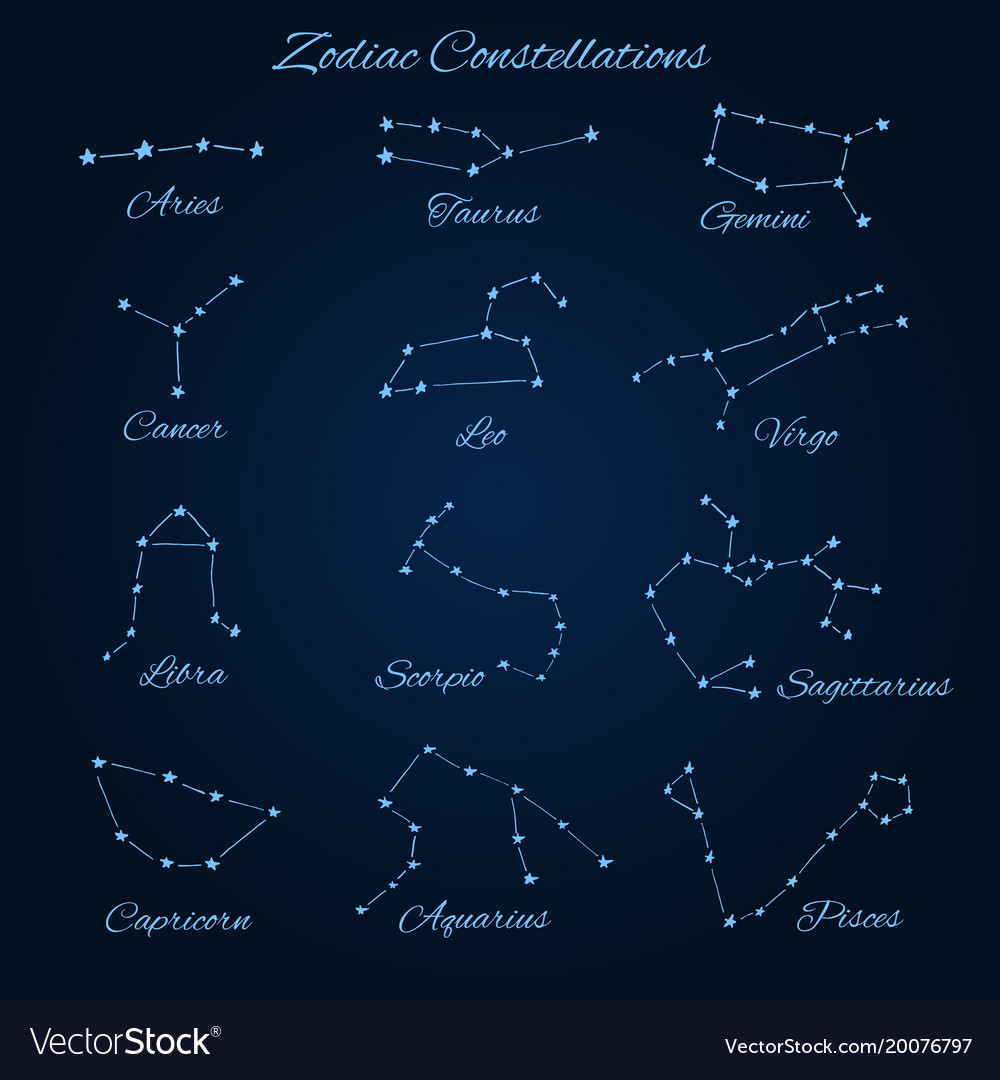 Zodiac Constellations
Aries
Taurus
Gemini
Cancer
Leo
Virgo
Libra
Scorpio
Sagittarius
Capricorn
Aquarius
Pisces
VectorStock®
VectorStock.com/20076797